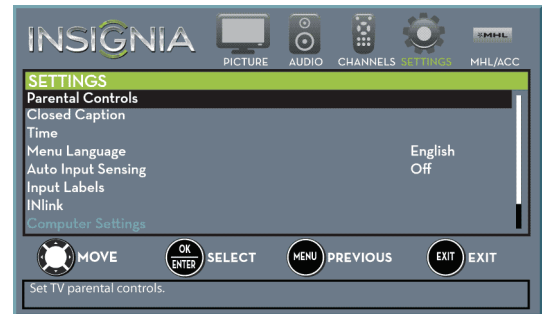 INSIGNIA
PICTURE AUDIO CHANNELS SETTINGS MHL/ACC
MHL
SETTINGS
Parental Controls
Closed Caption
Time
Menu Language English
Auto Input Sensing Off
Input Labels
INlink
Computer Settings
MOVE OK ENTER SELECT MENU PREVIOUS EXIT EXIT
Set TV parental controls.